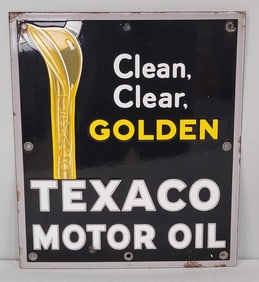 Clean,
Clear,
GOLDEN
TEXACO
MOTOR OIL